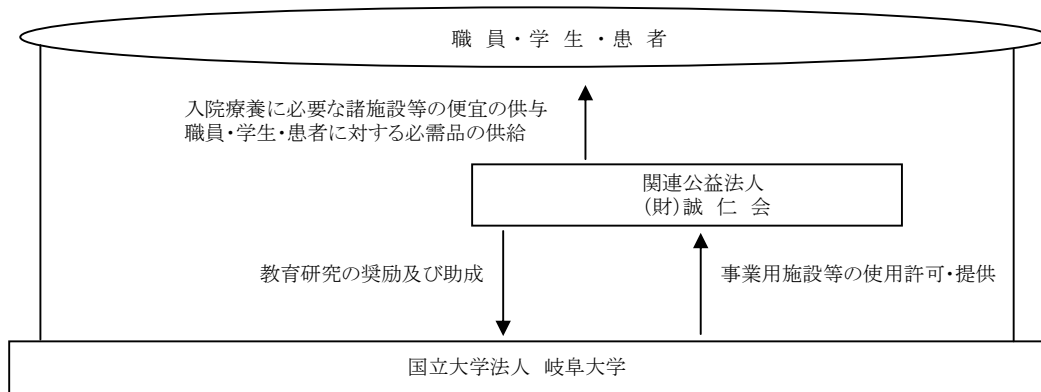 職 員・学 生 ・患 者
入院療養に必要な諸施設等の便宜の供与
職員・学生・患者に対する必需品の供給
関連公益法人
(財)誠 仁 会
教育研究の奨励及び助成
事業用施設等の使用許可・提供
国立大学法人 岐阜大学